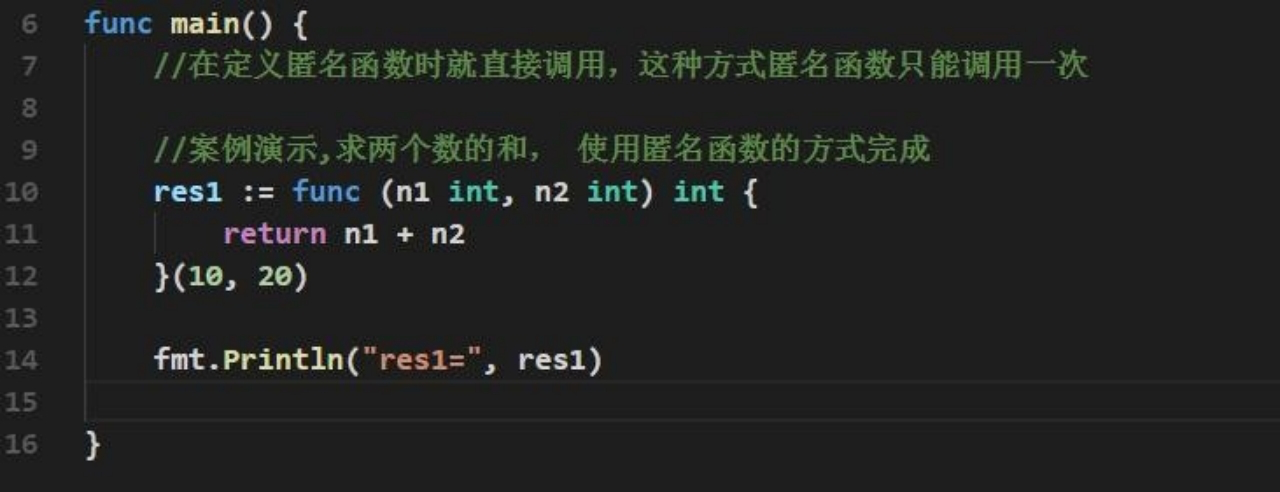 6 func main() {
7 //在定义匿名函数时就直接调用，这种方式匿名函数只能调用一次
8
9 //案例演示,求两个数的和， 使用匿名函数的方式完成
10 res1 := func (n1 int, n2 int) int {
11 return n1 + n2
12 }(10, 20)
13
14 fmt.Println("res1=", res1)
15
16 }